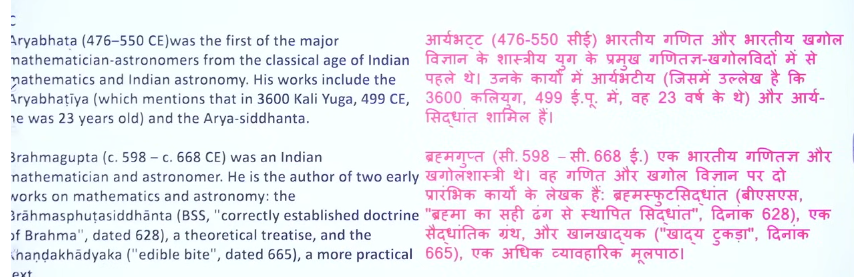 C
Aryabhata (476–550 CE)was the first of the major
mathematician-astronomers from the classical age of Indian
mathematics and Indian astronomy. His works include the
Aryabhaṭīya (which mentions that in 3600 Kali Yuga, 499 CE,
he was 23 years old) and the Arya-siddhanta.
Brahmagupta (c. 598 – c. 668 CE) was an Indian
mathematician and astronomer. He is the author of two early
works on mathematics and astronomy: the
Brāhmasphuṭasiddhānta (BSS, "correctly established doctrine
of Brahma", dated 628), a theoretical treatise, and the
Khaṇḍakhādyaka ("edible bite", dated 665), a more practical
text
आर्यभट्ट (476-550 सीई) भारतीय गणित और भारतीय खगोल
विज्ञान के शास्त्रीय युग के प्रमुख गणितज्ञ-खगोलविदों में से
पहले थे। उनके कार्यों में आर्यभटीय (जिसमें उल्लेख है कि
3600 कलियुग, 499 ई.पू. में, वह 23 वर्ष के थे) और आर्य-
सिद्धांत शामिल हैं।
ब्रह्मगुप्त (सी. 598 – सी. 668 ई.) एक भारतीय गणितज्ञ और
खगोलशास्त्री थे। वह गणित और खगोल विज्ञान पर दो
प्रारंभिक कार्यों के लेखक हैं: ब्रह्मस्फुटसिद्धांत (बीएसएस,
"ब्रह्मा का सही ढंग से स्थापित सिद्धांत", दिनांक 628), एक
सैद्धांतिक ग्रंथ, और खानखाद्यक ("खाद्य टुकड़ा", दिनांक
665), एक अधिक व्यावहारिक मूलपाठ।